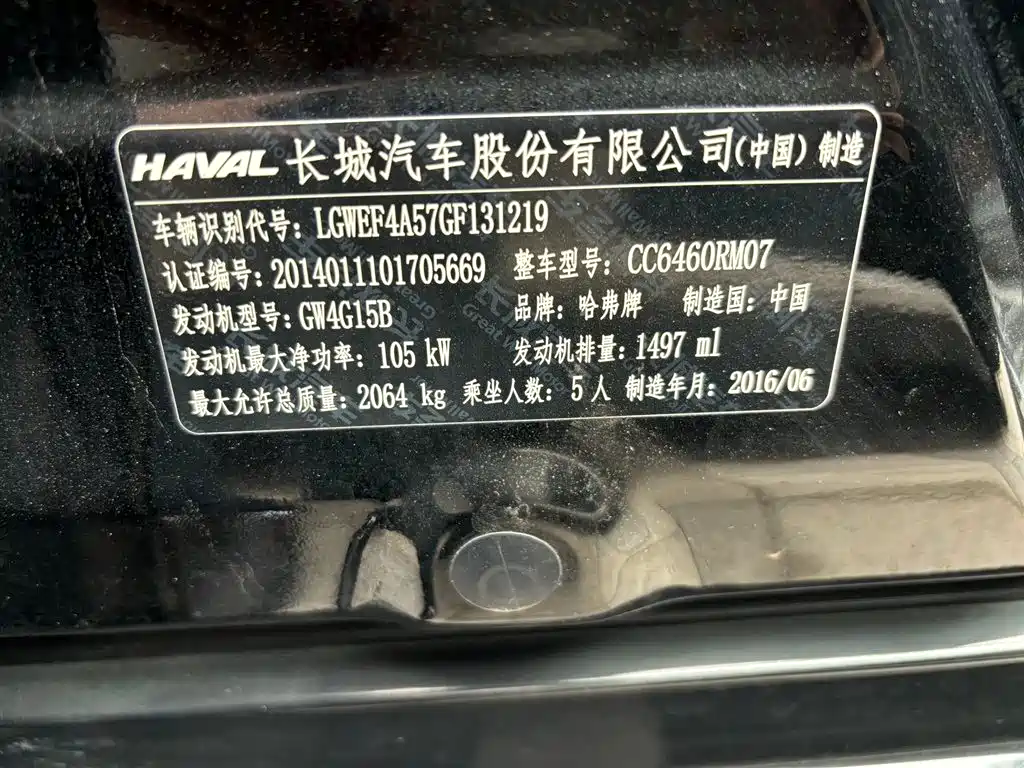 HAVAL 长城汽车股份有限公司(中国)制造
车辆识别代号：LGWEF4A57GF131219
认证编号：2014011101705669 整车型号：CC6460RM07
发动机型号：GW4G15B 品牌：哈弗牌 制造国：中国
发动机最大净功率：105 kW 发动机排量：1497 ml
最大允许总质量：2064 kg 乘坐人数：5人 制造年月：2016/06